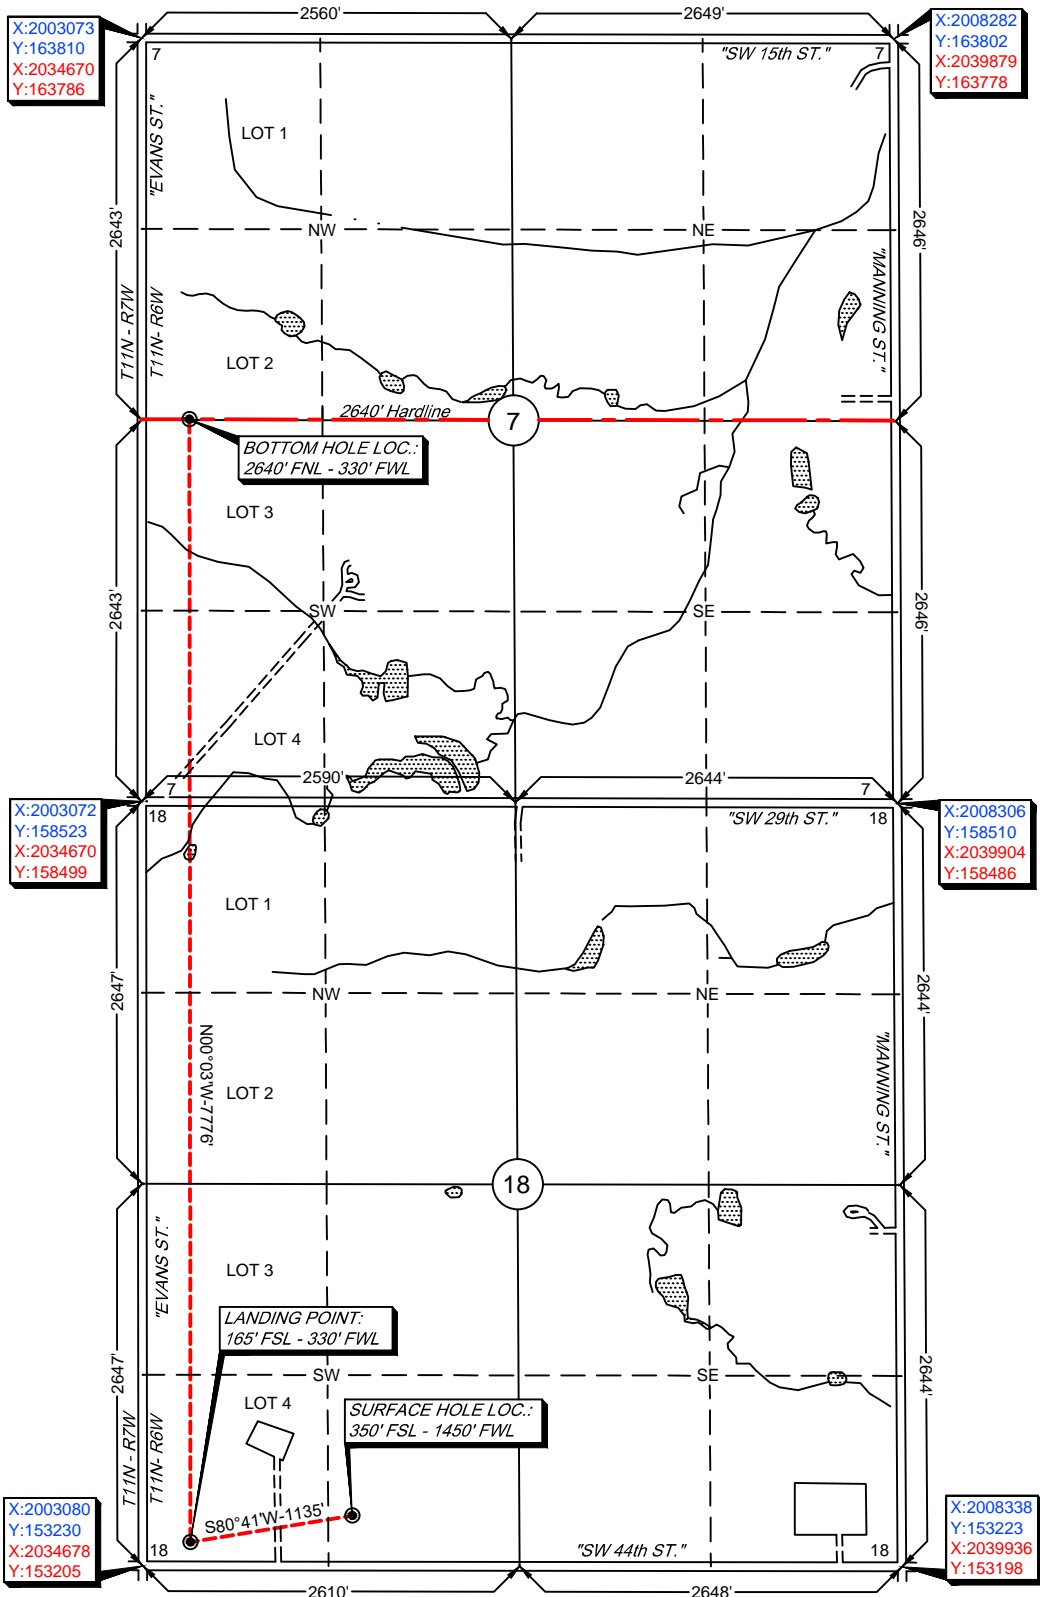 2560'
2649'
X:2003073
Y:163810
X:2034670
Y:163786
X:2008282
Y:163802
X:2039879
Y:163778
7
"SW 15th ST."
7
"EVANS ST."
LOT 1
2643'
NW
NE
2646'
"MANNING ST."
T11N - R7W
T11N- R6W
LOT 2
2640' Hardline
7
BOTTOM HOLE LOC.:
2640' FNL - 330' FWL
LOT 3
2643'
SW
SE
2646'
LOT 4
7
2590'
2644'
7
X:2003072
Y:158523
X:2034670
Y:158499
18
"SW 29th ST."
18
X:2008306
Y:158510
X:2039904
Y:158486
LOT 1
2647'
NW
NE
2644'
N00°03'W-7776'
LOT 2
"MANNING ST."
18
"EVANS ST."
LOT 3
LANDING POINT:
165' FSL - 330' FWL
2647'
SW
SE
2644'
LOT 4
SURFACE HOLE LOC.:
350' FSL - 1450' FWL
T11N - R7W
T11N- R6W
S80°41'W-1135'
X:2003080
Y:153230
X:2034678
Y:153205
18
"SW 44th ST."
18
X:2008338
Y:153223
X:2039936
Y:153198
2610'
2648'